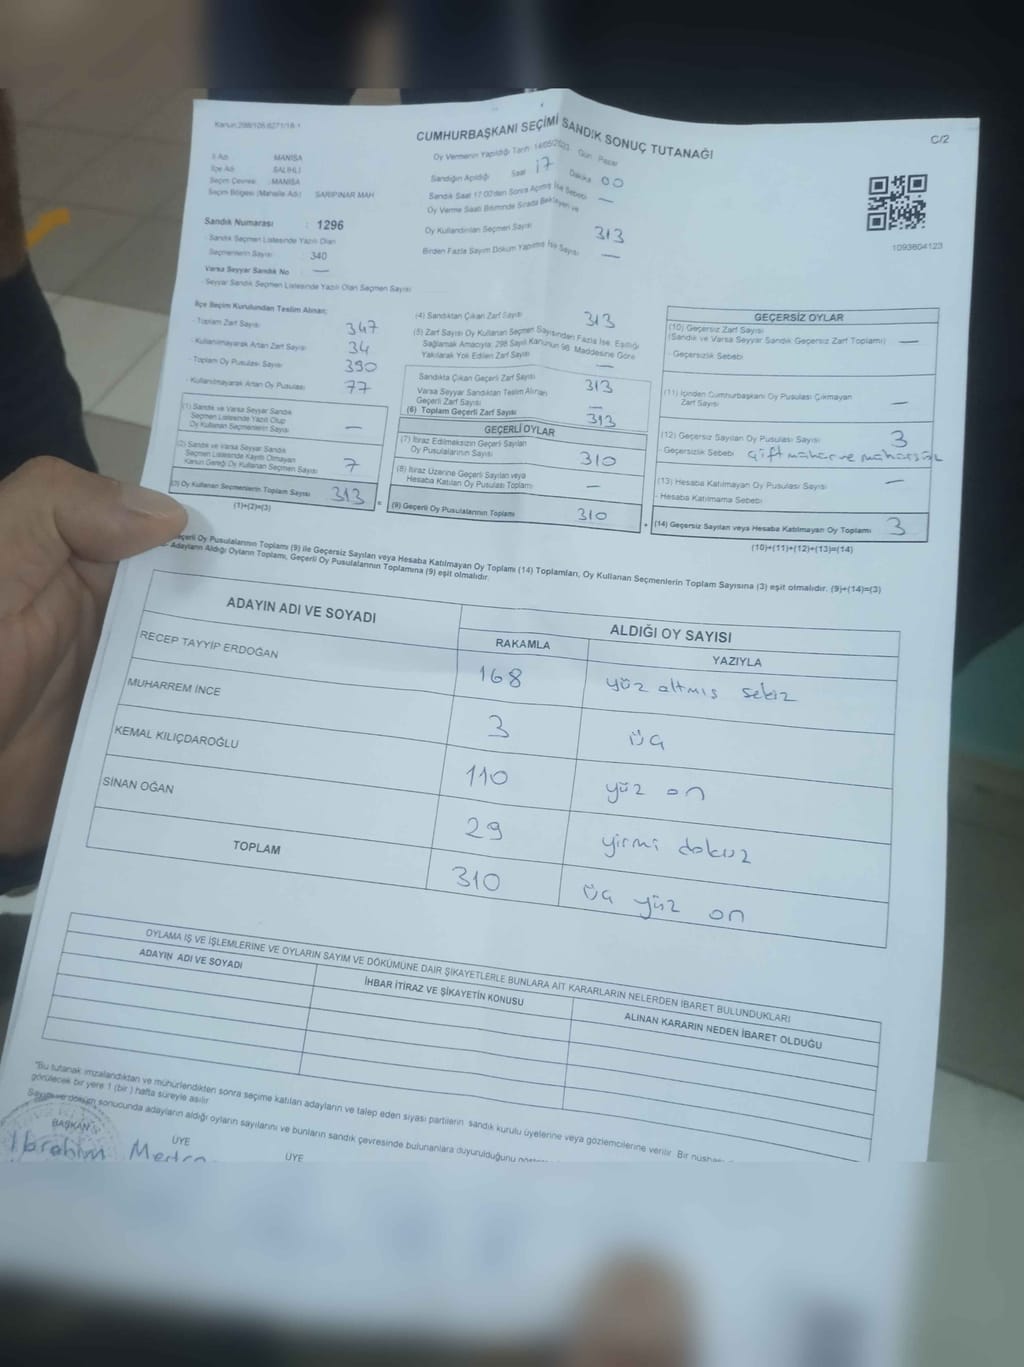 Kanun:298/105 6271/18-1
C/2
CUMHURBAŞKANI SEÇİMİ SANDIK SONUÇ TUTANAĞI
Oy Vermenin Yapıldığı Tarih: 14/05/2023 Gün: Pazar
İl Adı MANİSA
İlçe Adı SALİHLİ
Seçim Çevresi MANİSA
Seçim Bölgesi (Mahalle Adı) SARIPINAR MAH
Sandığın Açıldığı Saat 17 Dakika 00
Sandık Saat 17:00'den Sonra Açılmış İse Sebebi —
Oy Verme Saati Bitiminde Sırada Bekleyen ve
Oy Kullandırılan Seçmen Sayısı 313
Birden Fazla Sayım Döküm Yapılmış İse Sayısı —
1093604123
Sandık Numarası : 1296
Sandık Seçmen Listesinde Yazılı Olan
Seçmenlerin Sayısı : 340
Varsa Seyyar Sandık No —
Seyyar Sandık Seçmen Listesinde Yazılı Olan Seçmen Sayısı
İlçe Seçim Kurulundan Teslim Alınan;
- Toplam Zarf Sayısı 347
- Kullanılmayarak Artan Zarf Sayısı 34
- Toplam Oy Pusulası Sayısı 390
- Kullanılmayarak Artan Oy Pusulası 77
(1) Sandık ve Varsa Seyyar Sandık
Seçmen Listesinde Yazılı Olup
Oy Kullanan Seçmenlerin Sayısı —
(2) Sandık ve Varsa Seyyar Sandık
Seçmen Listesinde Kayıtlı Olmayan
Kanun Gereği Oy Kullanan Seçmen Sayısı 7
(3) Oy Kullanan Seçmenlerin Toplam Sayısı 313
(1)+(2)=(3)
(4) Sandıktan Çıkan Zarf Sayısı 313
(5) Zarf Sayısı Oy Kullanan Seçmen Sayısından Fazla İse, Eşitliği
Sağlamak Amacıyla, 298 Sayılı Kanunun 98. Maddesine Göre
Yakılarak Yok Edilen Zarf Sayısı —
Sandıkta Çıkan Geçerli Zarf Sayısı 313
Varsa Seyyar Sandıktan Teslim Alınan
Geçerli Zarf Sayısı —
(6) Toplam Geçerli Zarf Sayısı 313
GEÇERLİ OYLAR
(7) İtiraz Edilmeksizin Geçerli Sayılan
Oy Pusulalarının Sayısı 310
(8) İtiraz Üzerine Geçerli Sayılan veya
Hesaba Katılan Oy Pusulası Toplamı —
(9) Geçerli Oy Pusulalarının Toplamı 310
GEÇERSİZ OYLAR
(10) Geçersiz Zarf Sayısı
(Sandık ve Varsa Seyyar Sandık Geçersiz Zarf Toplamı) —
- Geçersizlik Sebebi
(11) İçinden Cumhurbaşkanı Oy Pusulası Çıkmayan
Zarf Sayısı —
(12) Geçersiz Sayılan Oy Pusulası Sayısı 3
- Geçersizlik Sebebi çift mühür ve mühürsüz
(13) Hesaba Katılmayan Oy Pusulası Sayısı —
- Hesaba Katılmama Sebebi
(14) Geçersiz Sayılan veya Hesaba Katılmayan Oy Toplamı 3
(10)+(11)+(12)+(13)=(14)
Geçerli Oy Pusulalarının Toplamı (9) ile Geçersiz Sayılan veya Hesaba Katılmayan Oy Toplamı (14) Toplamları, Oy Kullanan Seçmenlerin Toplam Sayısına (3) eşit olmalıdır. (9)+(14)=(3)
- Adayların Aldığı Oyların Toplamı, Geçerli Oy Pusulalarının Toplamına (9) eşit olmalıdır.
ADAYIN ADI VE SOYADI ALDIĞI OY SAYISI
RAKAMLA YAZIYLA
RECEP TAYYİP ERDOĞAN 168 yüz altmış sekiz
MUHARREM İNCE 3 üç
KEMAL KILIÇDAROĞLU 110 yüz on
SİNAN OĞAN 29 yirmi dokuz
TOPLAM 310 üç yüz on
OYLAMA İŞ VE İŞLEMLERİNE VE OYLARIN SAYIM VE DÖKÜMÜNE DAİR ŞİKAYETLERLE BUNLARA AİT KARARLARIN NELERDEN İBARET BULUNDUKLARI
ADAYIN ADI VE SOYADI İHBAR İTİRAZ VE ŞİKAYETİN KONUSU ALINAN KARARIN NEDEN İBARET OLDUĞU
"Bu tutanak imzalandıktan ve mühürlendikten sonra seçime katılan adayların ve talep eden siyasi partilerin sandık kurulu üyelerine veya gözlemcilerine verilir. Bir nüshası
görülecek bir yere 1 (bir) hafta süreyle asılır.
Sayım ve döküm sonucunda adayların aldığı oyların sayılarını ve bunların sandık çevresinde bulunanlara duyurulduğunu
BAŞKAN ÜYE ÜYE
İbrahim